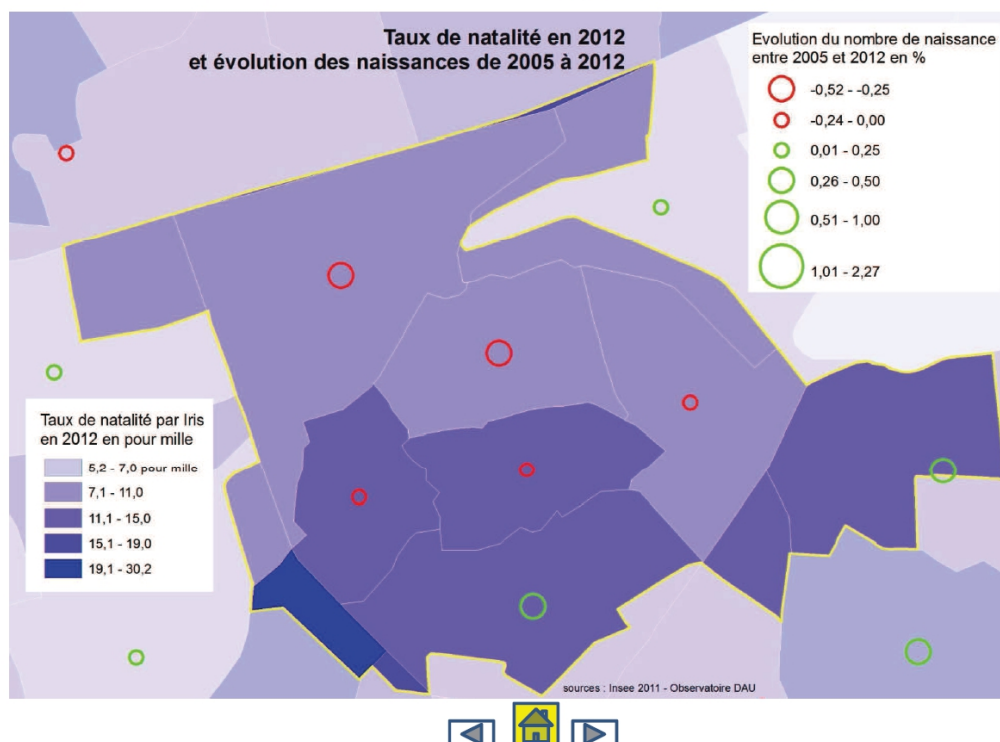 Taux de natalité en 2012
et évolution des naissances de 2005 à 2012
Evolution du nombre de naissance
entre 2005 et 2012 en %
-0,52 - -0,25
-0,24 - 0,00
0,01 - 0,25
0,26 - 0,50
0,51 - 1,00
1,01 - 2,27
Taux de natalité par Iris
en 2012 en pour mille
5,2 - 7,0 pour mille
7,1 - 11,0
11,1 - 15,0
15,1 - 19,0
19,1 - 30,2
sources : Insee 2011 - Observatoire DAU